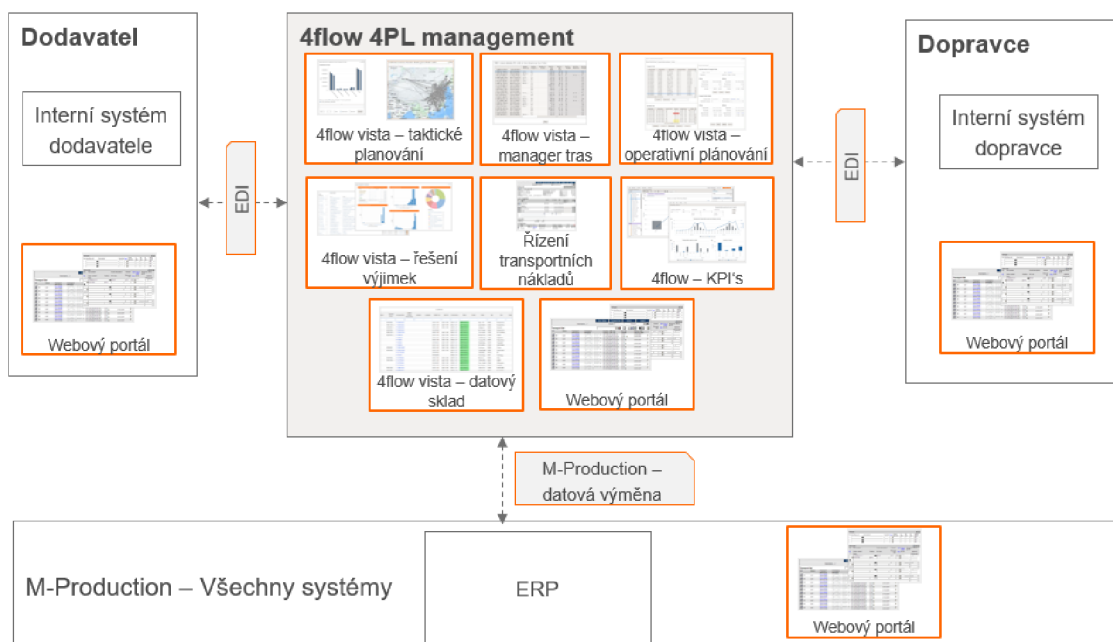 Dodavatel
Interní systém
dodavatele
EDI
Webový portál
4flow 4PL management
4flow vista – taktické
planování
4flow vista –
manager tras
4flow vista –
operativní plánování
4flow vista – řešení
výjimek
Řízení
transportních
nákladů
4flow – KPI's
4flow vista – datový
sklad
Webový portál
Dopravce
Interní systém
dopravce
EDI
Webový portál
M-Production –
datová výměna
M-Production – Všechny systémy
ERP
Webový portál